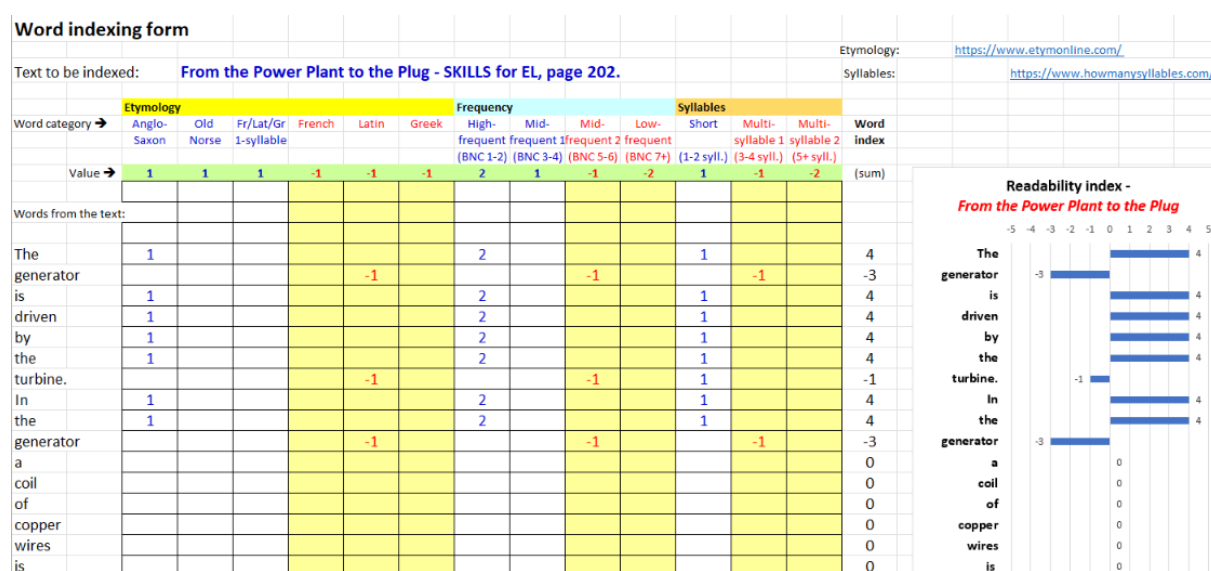 Word indexing form
Etymology: https://www.etymonline.com/
Text to be indexed: From the Power Plant to the Plug - SKILLS for EL, page 202. Syllables: https://www.howmanysyllables.com/
Etymology Frequency Syllables
Word category → Anglo- Old Fr/Lat/Gr French Latin Greek High- Mid- Mid- Low- Short Multi- Multi- Word
Saxon Norse 1-syllable frequent frequent 1 frequent 2 frequent syllable 1 syllable 2 index
(BNC 1-2) (BNC 3-4) (BNC 5-6) (BNC 7+) (1-2 syll.) (3-4 syll.) (5+ syll.)
Value → 1 1 1 -1 -1 -1 2 1 -1 -2 1 -1 -2 (sum)
Words from the text:
The 1 2 1 4
generator -1 -1 -1 -3
is 1 2 1 4
driven 1 2 1 4
by 1 2 1 4
the 1 2 1 4
turbine. -1 -1 1 -1
In 1 2 1 4
the 1 2 1 4
generator -1 -1 -1 -3
a 0
coil 0
of 0
copper 0
wires 0
is 0
Readability index -
From the Power Plant to the Plug
-5 -4 -3 -2 -1 0 1 2 3 4 5
The 4
generator -3
is 4
driven 4
by 4
the 4
turbine. -1
In 4
the 4
generator -3
a 0
coil 0
of 0
copper 0
wires 0
is 0